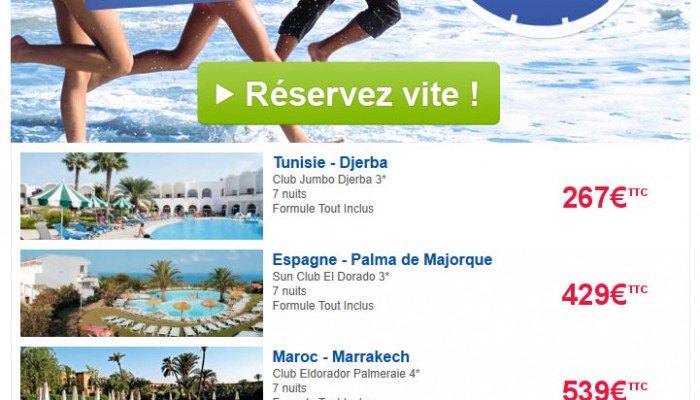 Réservez vite !
Tunisie - Djerba
Club Jumbo Djerba 3*
7 nuits
Formule Tout Inclus
267€TTC
Espagne - Palma de Majorque
Sun Club El Dorado 3*
7 nuits
Formule Tout Inclus
429€TTC
Maroc - Marrakech
Club Eldorador Palmeraie 4*
7 nuits
539€TTC